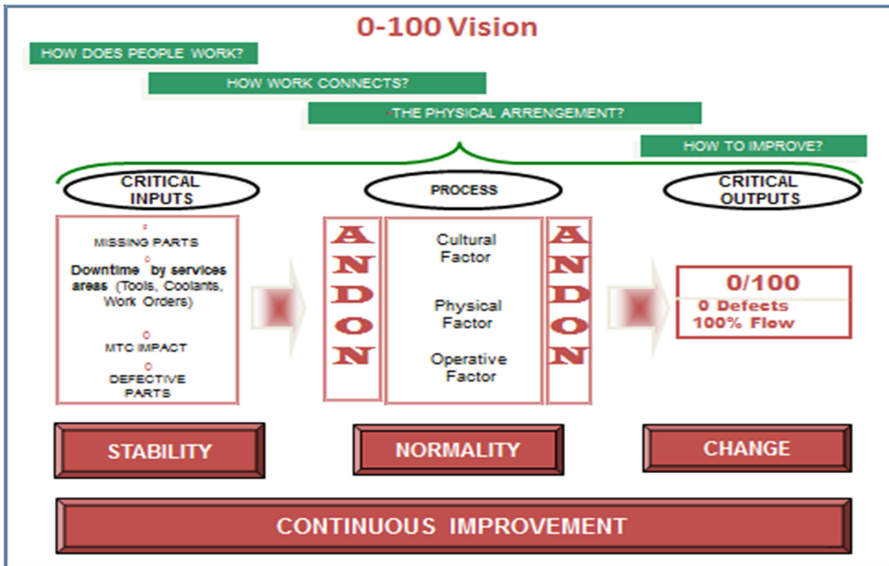 0-100 Vision
HOW DOES PEOPLE WORK?
HOW WORK CONNECTS?
THE PHYSICAL ARRENGEMENT?
HOW TO IMPROVE?
CRITICAL
INPUTS
PROCESS
CRITICAL
OUTPUTS
MISSING PARTS
Downtime by services
areas (Tools, Coolants,
Work Orders)
MTC IMPACT
DEFECTIVE
PARTS
A
N
D
O
N
Cultural
Factor
Physical
Factor
Operative
Factor
A
N
D
O
N
0/100
0 Defects
100% Flow
STABILITY
NORMALITY
CHANGE
CONTINUOUS IMPROVEMENT